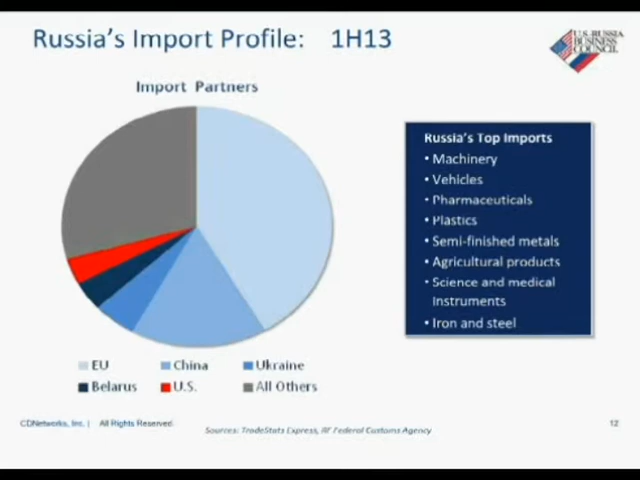 Russia's Import Profile: 1H13
U.S.-RUSSIA
BUSINESS
COUNCIL
Import Partners
Russia's Top Imports
• Machinery
• Vehicles
• Pharmaceuticals
• Plastics
• Semi-finished metals
• Agricultural products
• Science and medical
Instruments
• Iron and steel
EU China Ukraine
Belarus U.S. All Others
CDNetworks, Inc. | All Rights Reserved
Sources: TradeStats Express, RF Federal Customs Agency
12